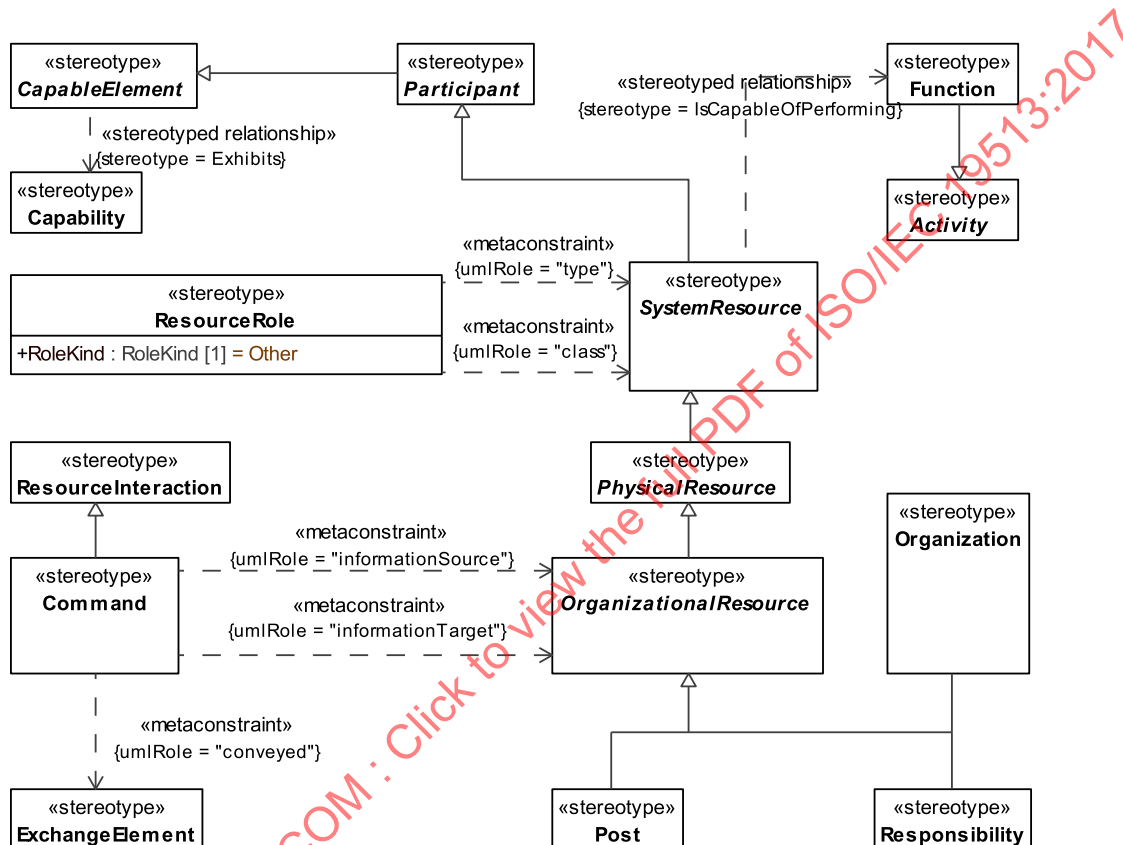 «stereotype»
CapableElement
«stereotype»
Participant
«stereotyped relationship»
{stereotype = IsCapableOfPerforming}
«stereotype»
Function
«stereotyped relationship»
{stereotype = Exhibits}
«stereotype»
Capability
«stereotype»
Activity
«metaconstraint»
{umlRole = "type"}
«stereotype»
SystemResource
«stereotype»
ResourceRole
+RoleKind : RoleKind [1] = Other
«metaconstraint»
{umlRole = "class"}
«stereotype»
ResourceInteraction
«stereotype»
PhysicalResource
«stereotype»
Organization
«metaconstraint»
{umlRole = "informationSource"}
«stereotype»
Command
«stereotype»
OrganizationalResource
«metaconstraint»
{umlRole = "informationTarget"}
«metaconstraint»
{umlRole = "conveyed"}
«stereotype»
ExchangeElement
«stereotype»
Post
«stereotype»
Responsibility
COM : Click to view the full PDF of ISO/IEC 19513:2017